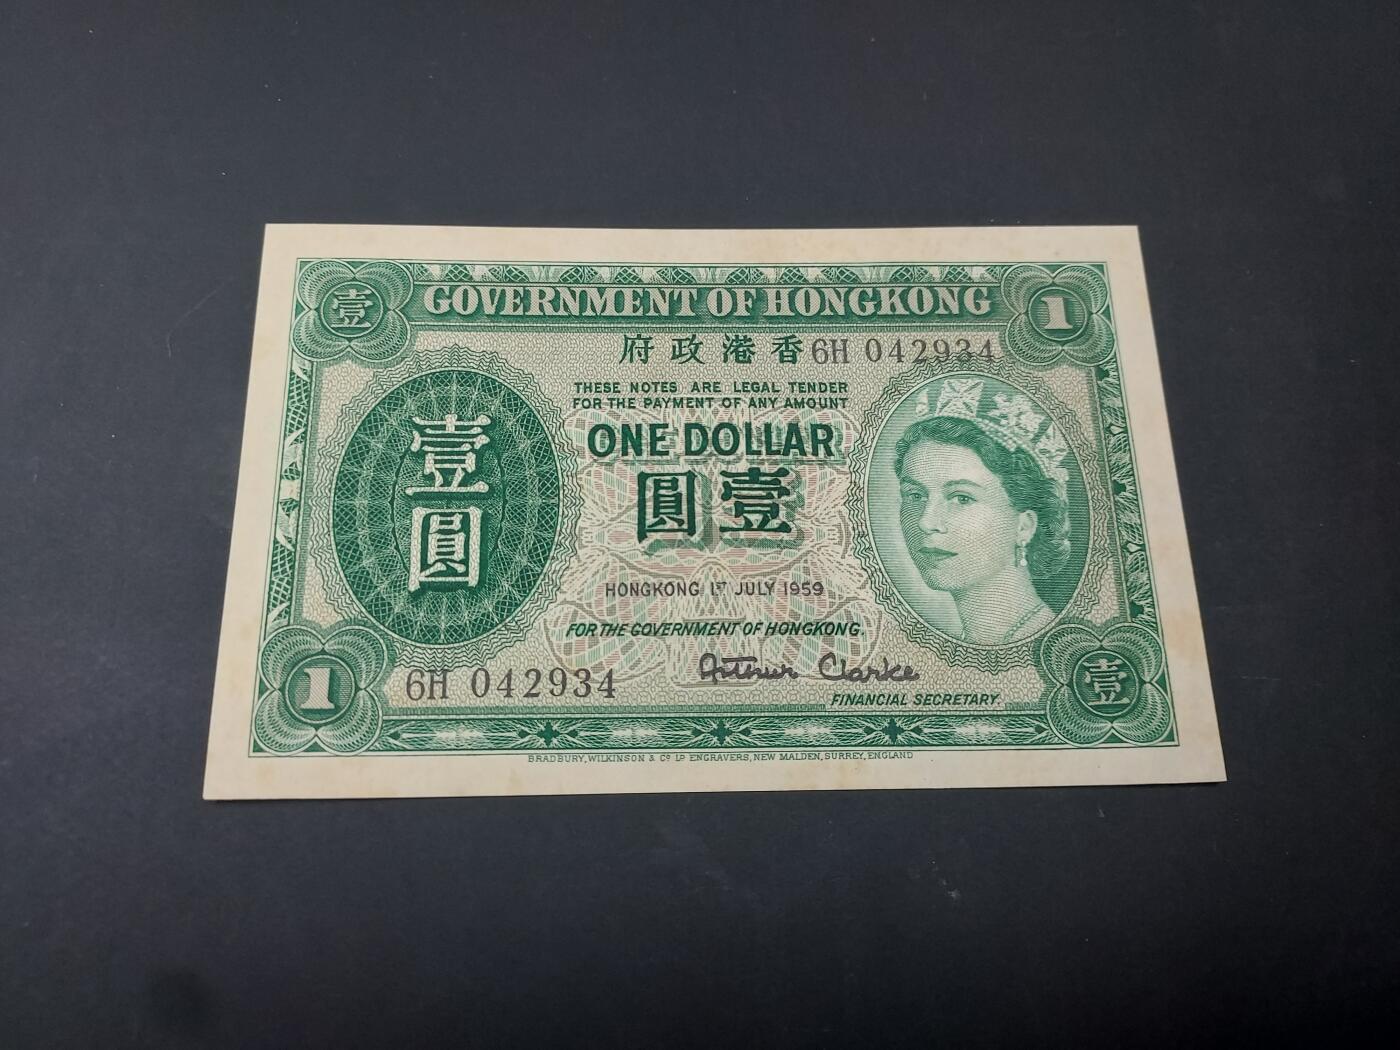 壹 GOVERNMENT OF HONGKONG 1
府政港香 6H 042934
THESE NOTES ARE LEGAL TENDER
FOR THE PAYMENT OF ANY AMOUNT
ONE DOLLAR
圓壹
壹
圓
HONGKONG 1ST JULY 1959
FOR THE GOVERNMENT OF HONGKONG.
Arthur Clarke
FINANCIAL SECRETARY.
1 6H 042934 壹
BRADBURY, WILKINSON & Cº Lᴰ ENGRAVERS, NEW MALDEN, SURREY, ENGLAND